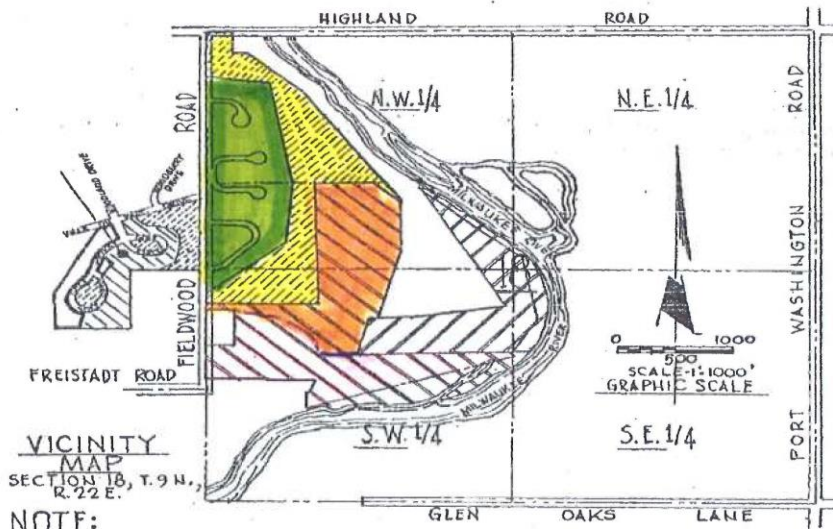 HIGHLAND ROAD
N.W. 1/4
N.E. 1/4
ROAD
ROAD
MILWAUKEE
18
FIELDWOOD
WASHINGTON
RIVER
0 500 1000
SCALE-1"=1000'
GRAPHIC SCALE
FREISTADT ROAD
MILWAUKEE
S.W. 1/4
S.E. 1/4
PORT
VICINITY
MAP
SECTION 18, T. 9 N.,
R. 22 E.
NOTE:
GLEN OAKS LANE